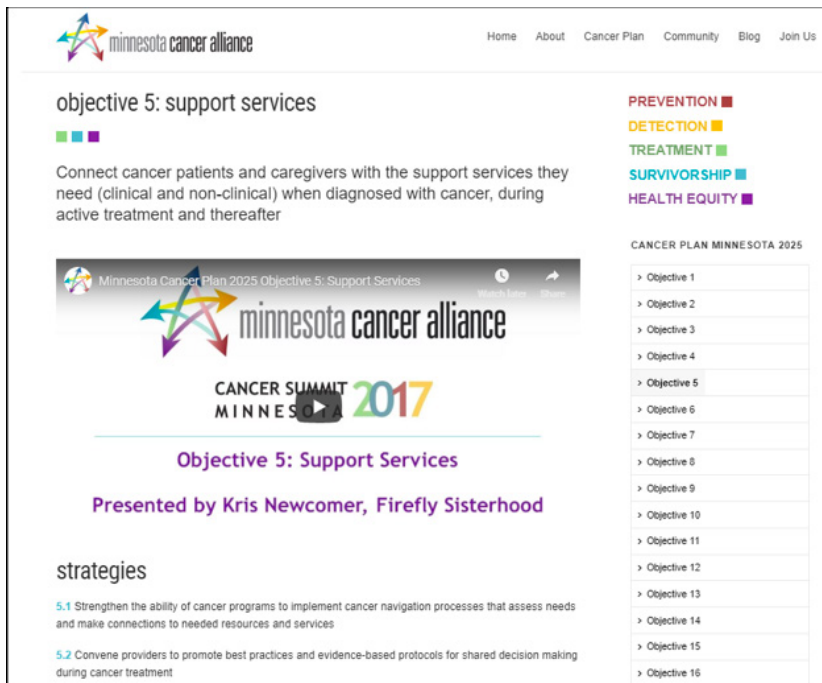 minnesota cancer alliance
Home About Cancer Plan Community Blog Join Us
objective 5: support services
Connect cancer patients and caregivers with the support services they
need (clinical and non-clinical) when diagnosed with cancer, during
active treatment and thereafter
Minnesota Cancer Plan 2025 Objective 5: Support Services
Watch later Share
minnesota cancer alliance
CANCER SUMMIT
MINNESOTA
2017
Objective 5: Support Services
Presented by Kris Newcomer, Firefly Sisterhood
strategies
5.1 Strengthen the ability of cancer programs to implement cancer navigation processes that assess needs
and make connections to needed resources and services
5.2 Convene providers to promote best practices and evidence-based protocols for shared decision making
during cancer treatment
PREVENTION
DETECTION
TREATMENT
SURVIVORSHIP
HEALTH EQUITY
CANCER PLAN MINNESOTA 2025
> Objective 1
> Objective 2
> Objective 3
> Objective 4
> Objective 5
> Objective 6
> Objective 7
> Objective 8
> Objective 9
> Objective 10
> Objective 11
> Objective 12
> Objective 13
> Objective 14
> Objective 15
> Objective 16